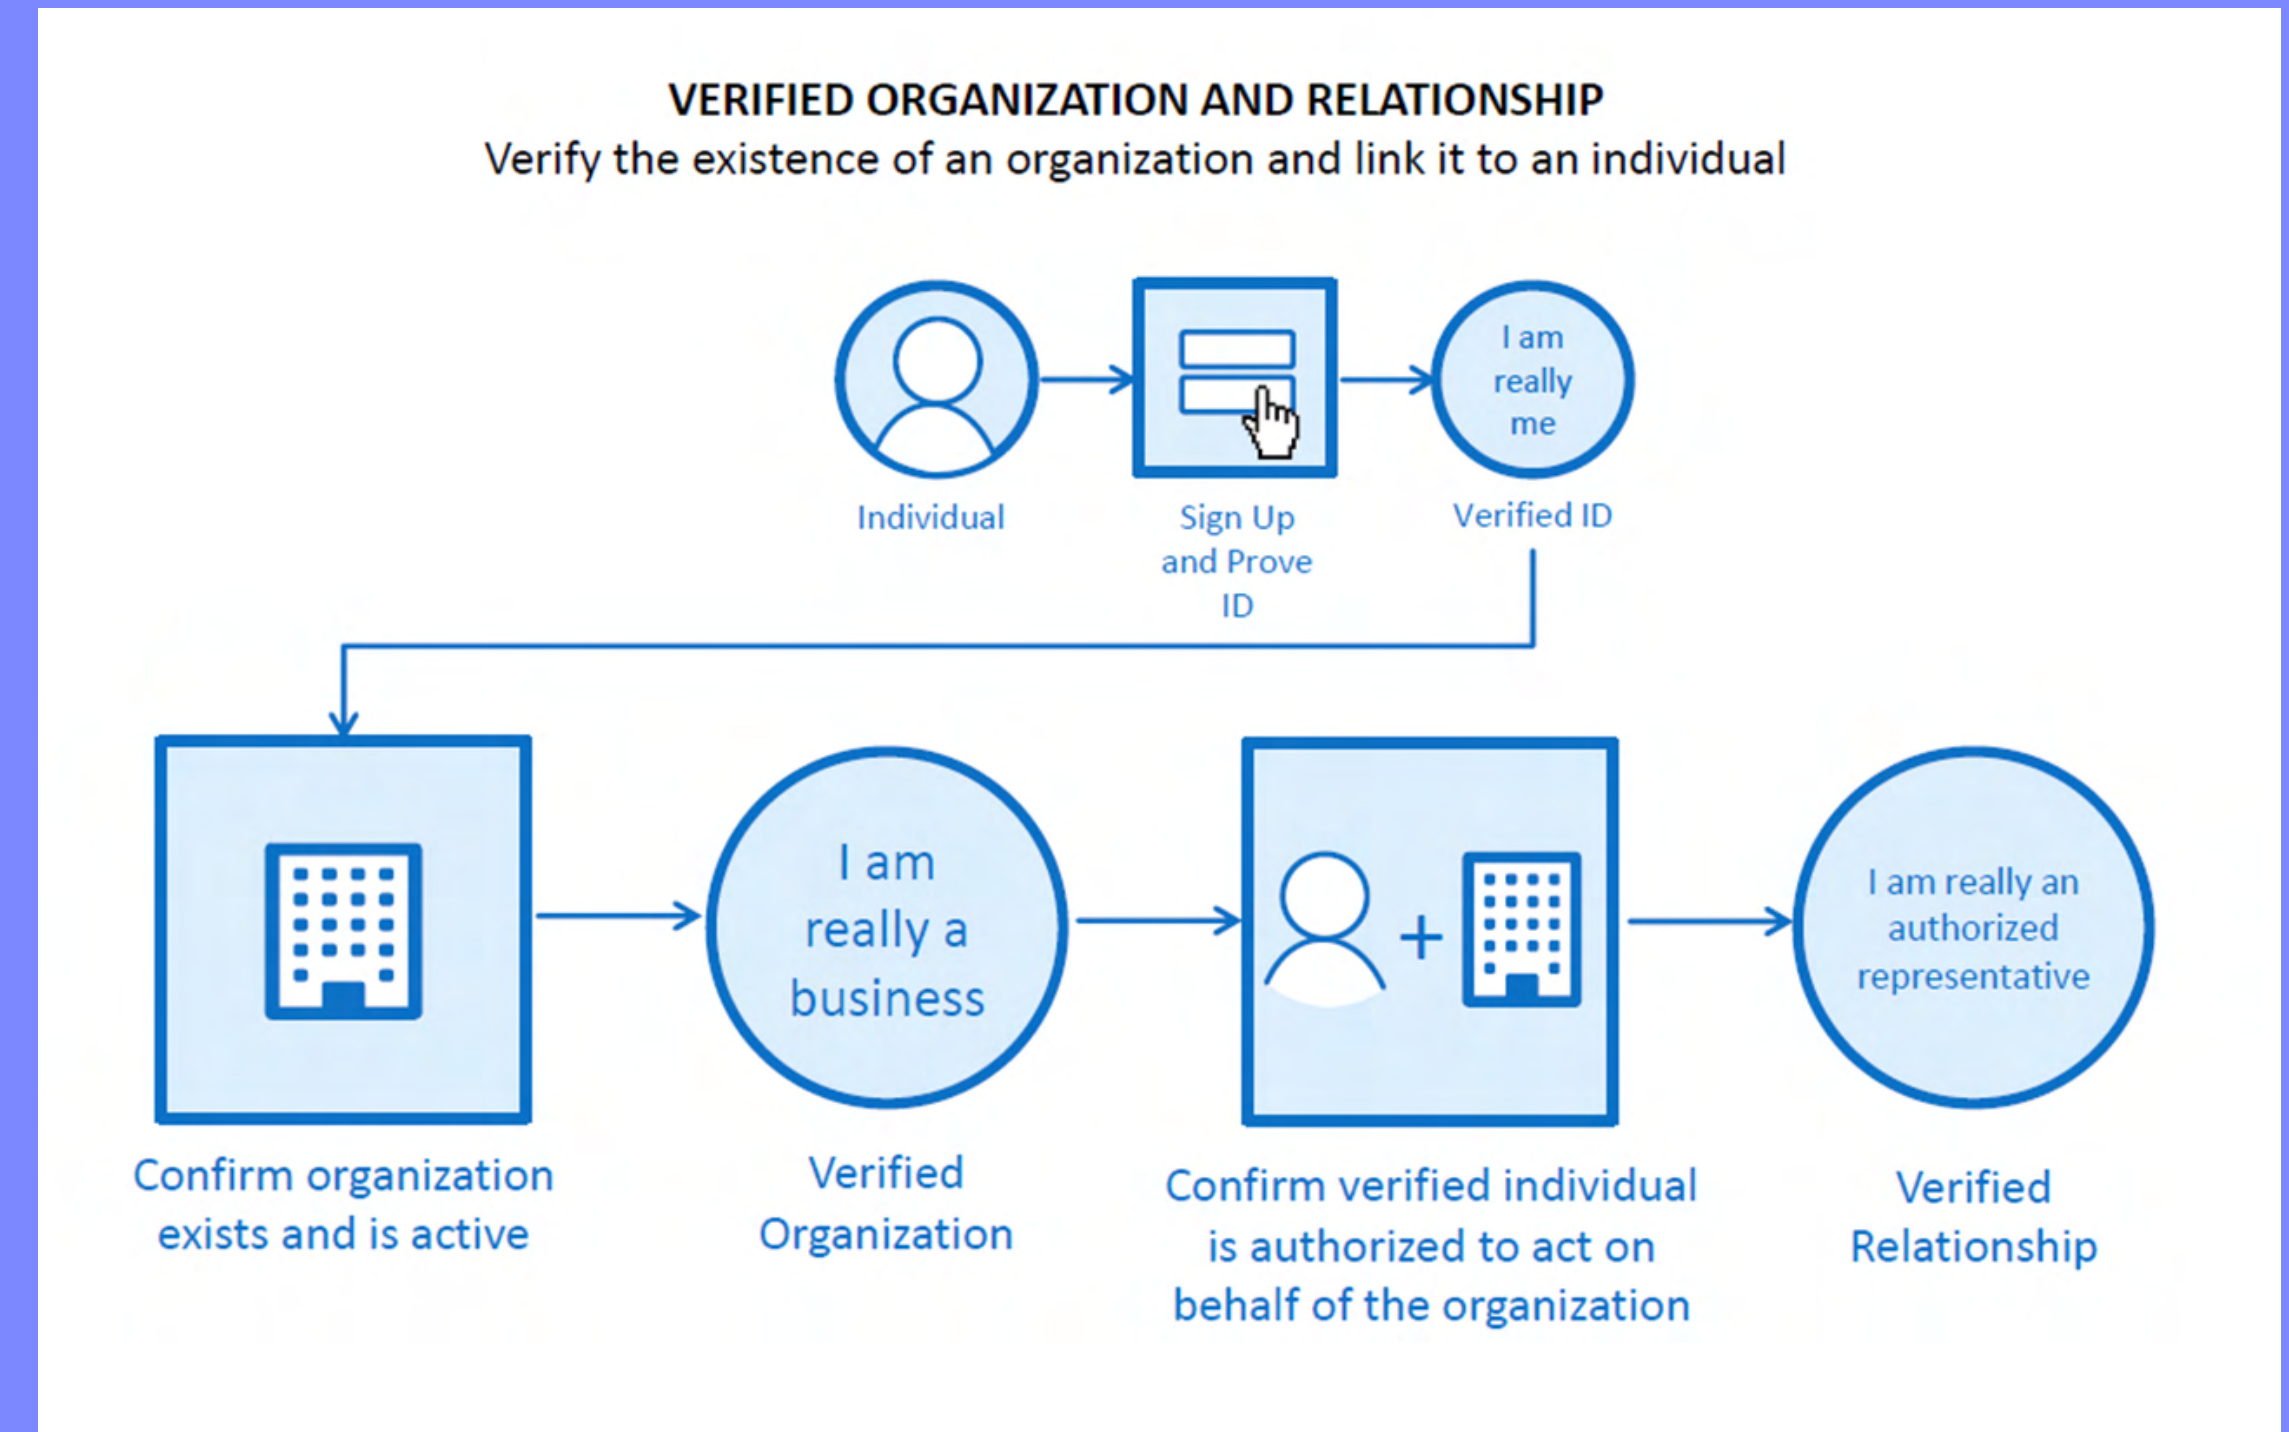 VERIFIED ORGANIZATION AND RELATIONSHIP
Verify the existence of an organization and link it to an individual
I am
really
me
Individual
Sign Up
and Prove
ID
Verified ID
I am
really a
business
I am really an
authorized
representative
Confirm organization
exists and is active
Verified
Organization
Confirm verified individual
is authorized to act on
behalf of the organization
Verified
Relationship